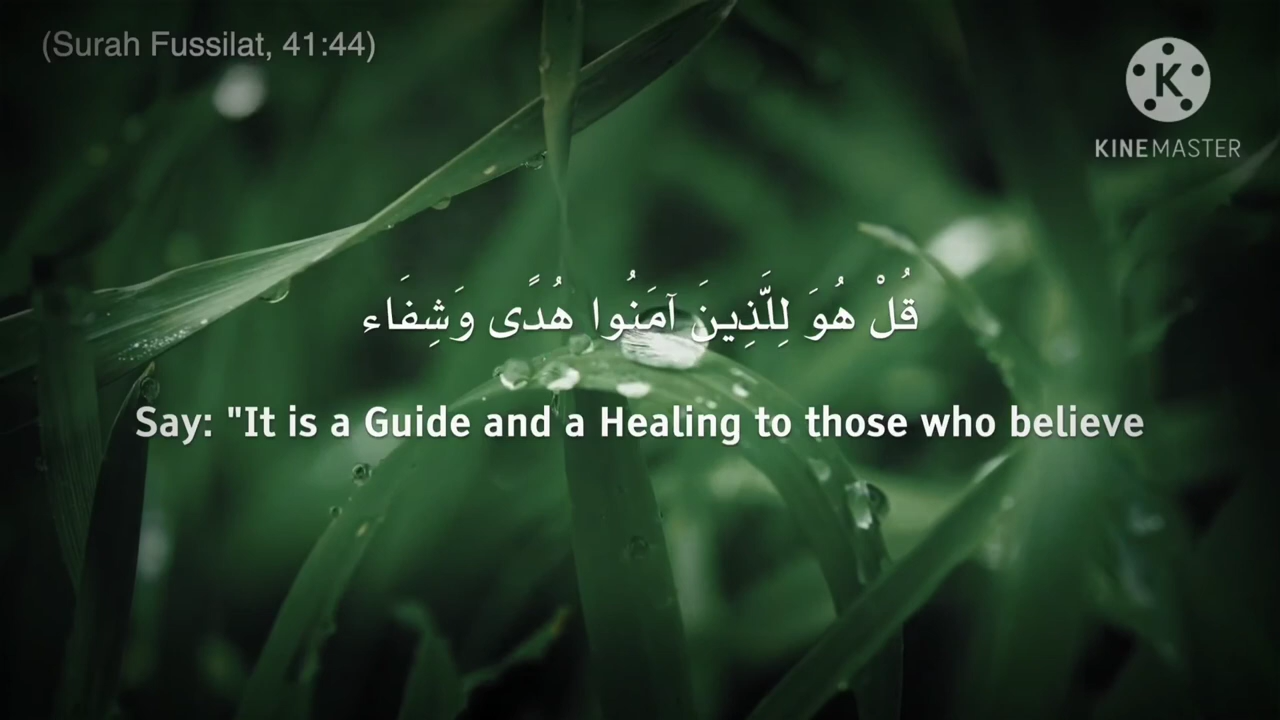 (Surah Fussilat, 41:44)
KINEMASTER
قُلْ هُوَ لِلَّذِينَ آمَنُوا هُدًى وَشِفَاء
Say: "It is a Guide and a Healing to those who believe